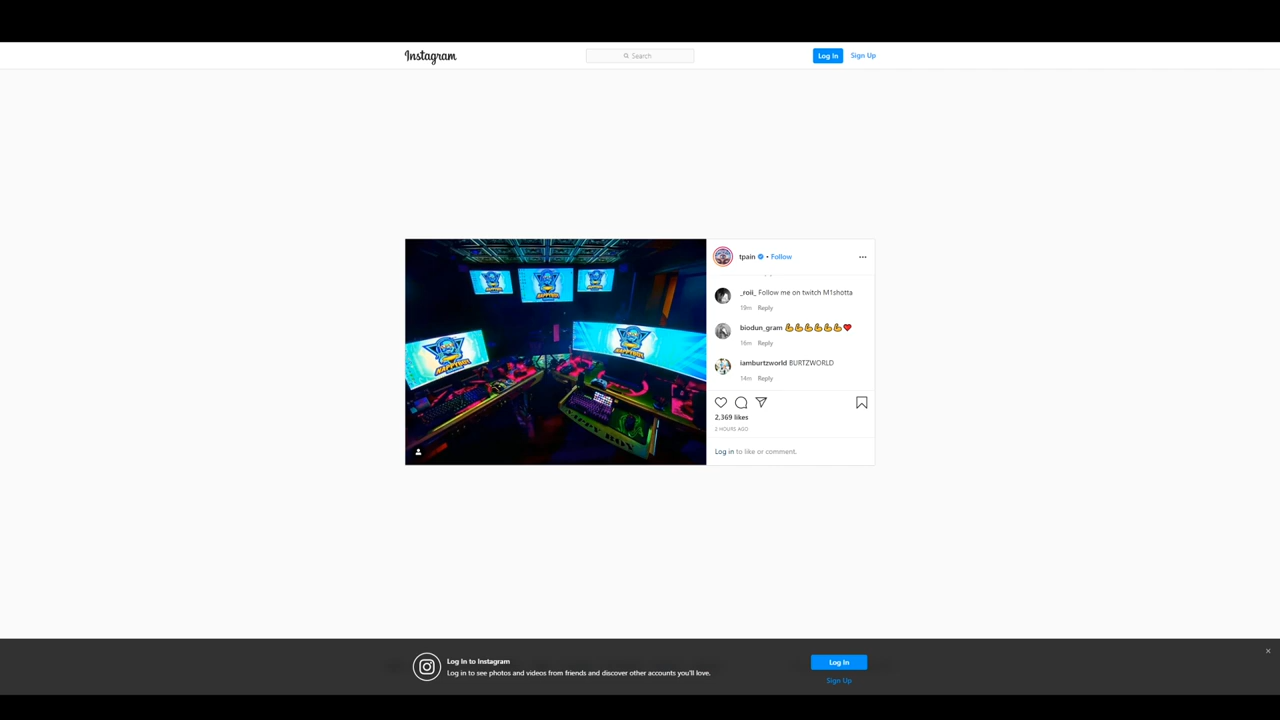 Instagram
Search
Log In
Sign Up
tpain • Follow
_roii_ Follow me on twitch M1shotta
19m Reply
biodun_gram 💪💪💪💪💪💪❤️
16m Reply
iamburtzworld BURTZWORLD
14m Reply
2,369 likes
2 HOURS AGO
Log in to like or comment.
Log In to Instagram
Log in to see photos and videos from friends and discover other accounts you'll love.
Log In
Sign Up